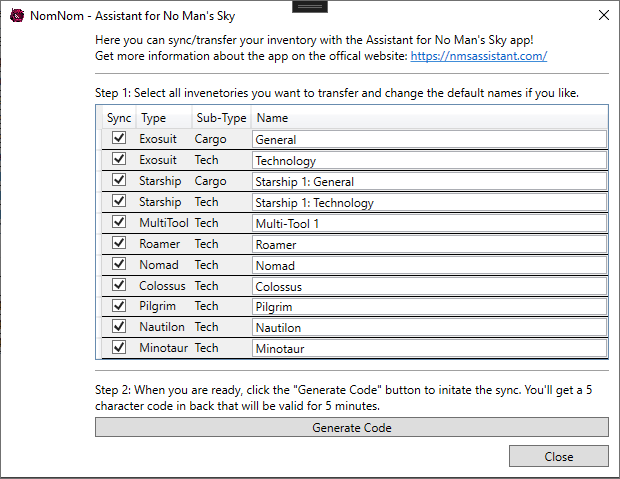 NomNom - Assistant for No Man's Sky
Here you can sync/transfer your inventory with the Assistant for No Man's Sky app!
Get more information about the app on the offical website: https://nmsassistant.com/
Step 1: Select all invenetories you want to transfer and change the default names if you like.
Sync Type Sub-Type Name
Exosuit Cargo General
Exosuit Tech Technology
Starship Cargo Starship 1: General
Starship Tech Starship 1: Technology
MultiTool Tech Multi-Tool 1
Roamer Tech Roamer
Nomad Tech Nomad
Colossus Tech Colossus
Pilgrim Tech Pilgrim
Nautilon Tech Nautilon
Minotaur Tech Minotaur
Step 2: When you are ready, click the "Generate Code" button to initate the sync. You'll get a 5
character code in back that will be valid for 5 minutes.
Generate Code
Close